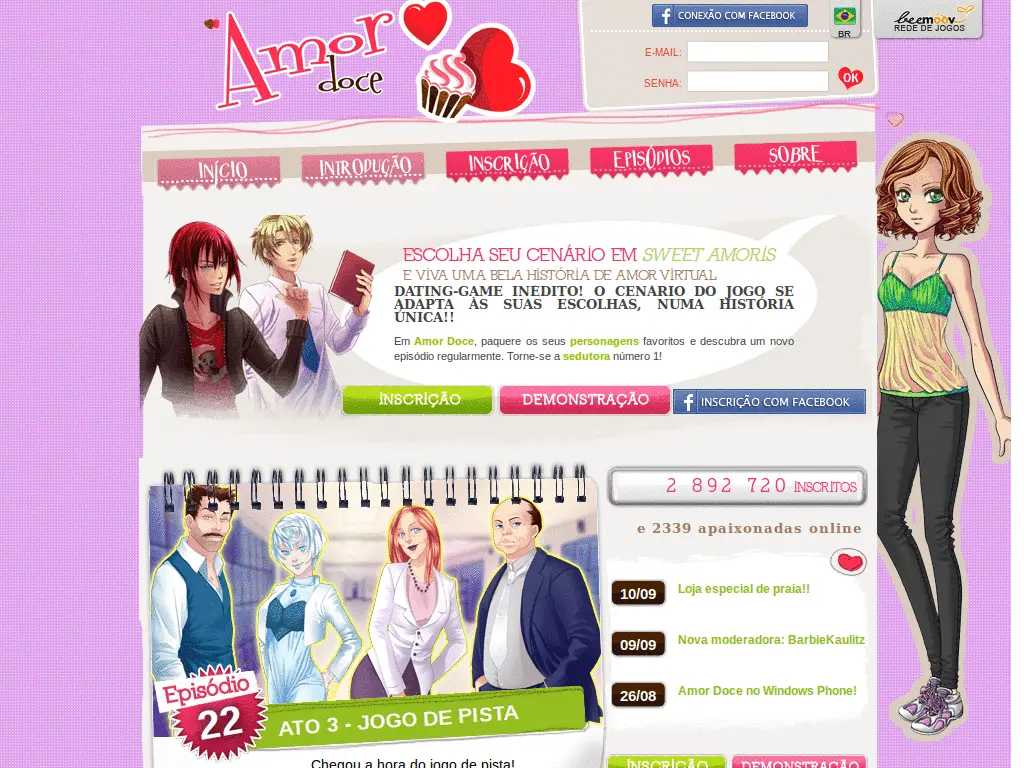 Amor
doce
CONEXÃO COM FACEBOOK
BR
beemoov
REDE DE JOGOS
E-MAIL:
SENHA:
OK
INÍCIO
INTRODUÇÃO
INSCRIÇÃO
EPISÓDIOS
SOBRE
ESCOLHA SEU CENÁRIO EM SWEET AMORIS
E VIVA UMA BELA HISTÓRIA DE AMOR VIRTUAL
DATING-GAME INEDITO! O CENARIO DO JOGO SE
ADAPTA ÀS SUAS ESCOLHAS, NUMA HISTÓRIA
ÚNICA!!
Em Amor Doce, paquere os seus personagens favoritos e descubra um novo
episódio regularmente. Torne-se a sedutora número 1!
INSCRIÇÃO
DEMONSTRAÇÃO
INSCRIÇÃO COM FACEBOOK
2 892 720 INSCRITOS
e 2339 apaixonadas online
10/09 Loja especial de praia!!
09/09 Nova moderadora: BarbieKaulitz
26/08 Amor Doce no Windows Phone!
Episódio
22
ATO 3 - JOGO DE PISTA
Chegou a hora do jogo de pista!
INSCRIÇÃO
DEMONSTRAÇÃO